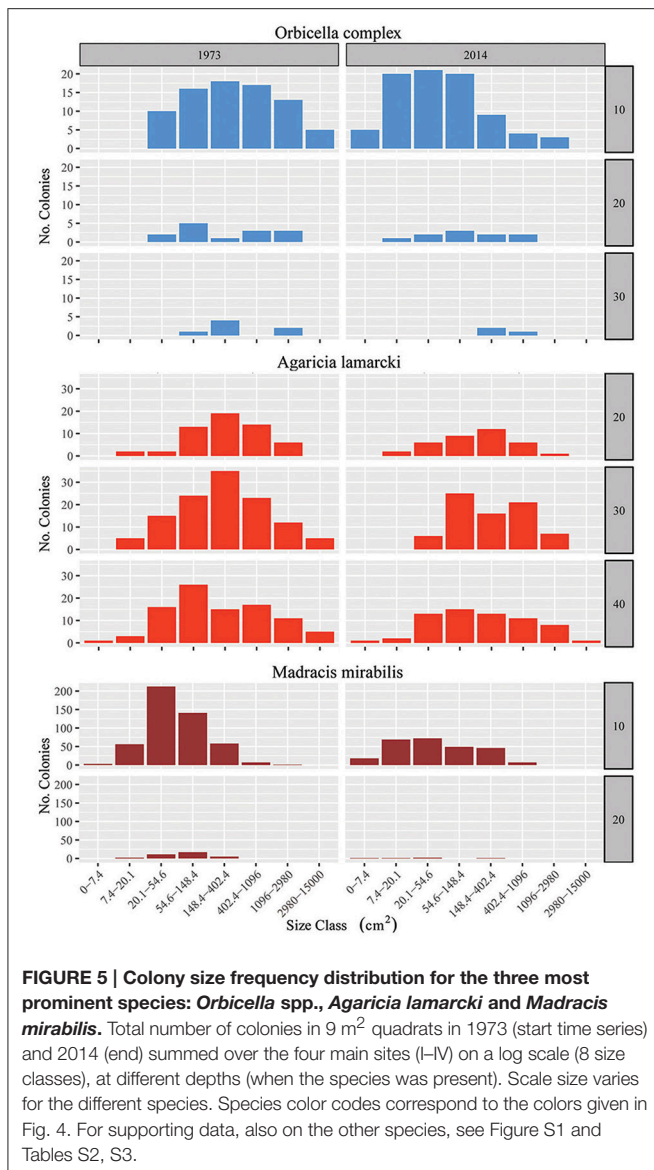 Orbicella complex
1973 2014
No. Colonies
20
15
10
5
0
10
No. Colonies
20
15
10
5
0
20
No. Colonies
20
15
10
5
0
30
Agaricia lamarcki
No. Colonies
30
20
10
0
20
30
20
10
0
30
30
20
10
0
40
Madracis mirabilis
No. Colonies
200
150
100
50
0
10
200
150
100
50
0
20
0–7.4 7.4–20.1 20.1–54.6 54.6–148.4 148.4–402.4 402.4–1096 1096–2980 2980–15000 0–7.4 7.4–20.1 20.1–54.6 54.6–148.4 148.4–402.4 402.4–1096 1096–2980 2980–15000
Size Class (cm²)
FIGURE 5 | Colony size frequency distribution for the three most
prominent species: Orbicella spp., Agaricia lamarcki and Madracis
mirabilis. Total number of colonies in 9 m² quadrats in 1973 (start time series)
and 2014 (end) summed over the four main sites (I–IV) on a log scale (8 size
classes), at different depths (when the species was present). Scale size varies
for the different species. Species color codes correspond to the colors given in
Fig. 4. For supporting data, also on the other species, see Figure S1 and
Tables S2, S3.